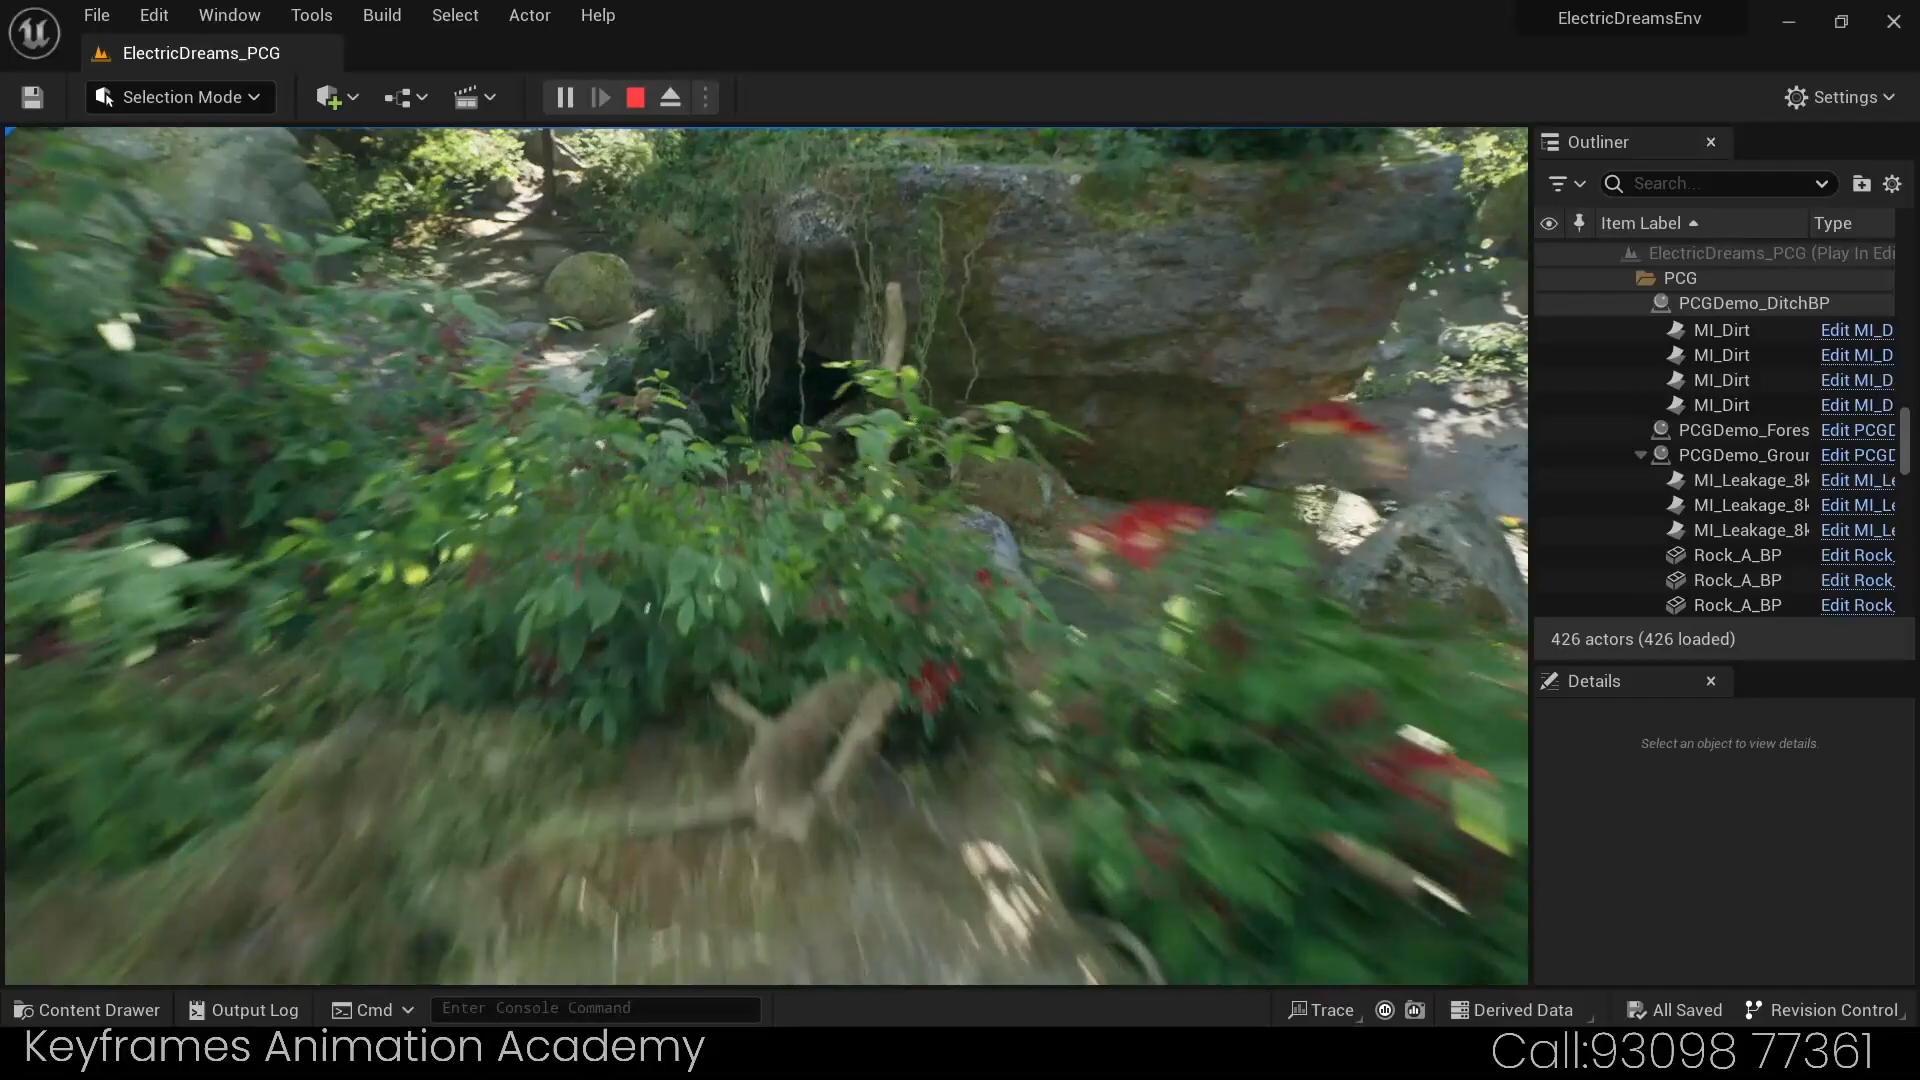 File Edit Window Tools Build Select Actor Help
ElectricDreamsEnv
ElectricDreams_PCG
Selection Mode
Settings
Outliner
Search...
Item Label Type
ElectricDreams_PCG (Play In Edi
PCG
PCGDemo_DitchBP
MI_Dirt Edit MI_D
MI_Dirt Edit MI_D
MI_Dirt Edit MI_D
MI_Dirt Edit MI_D
PCGDemo_Fores Edit PCGD
PCGDemo_Grour Edit PCGD
MI_Leakage_8k Edit MI_Le
MI_Leakage_8k Edit MI_Le
MI_Leakage_8k Edit MI_Le
Rock_A_BP Edit Rock_
Rock_A_BP Edit Rock_
Rock_A_BP Edit Rock_
426 actors (426 loaded)
Details
Select an object to view details.
Content Drawer Output Log Cmd Enter Console Command Trace Derived Data All Saved Revision Control
Keyframes Animation Academy Call:93098 77361